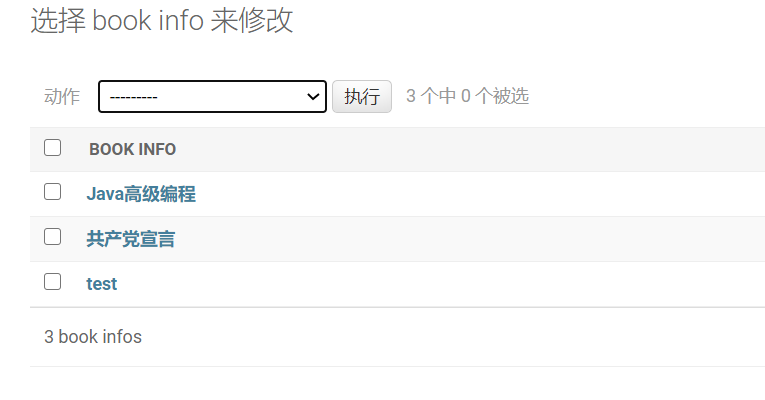 选择 book info 来修改
动作 --------- 执行 3 个中 0 个被选
BOOK INFO
Java高级编程
共产党宣言
test
3 book infos